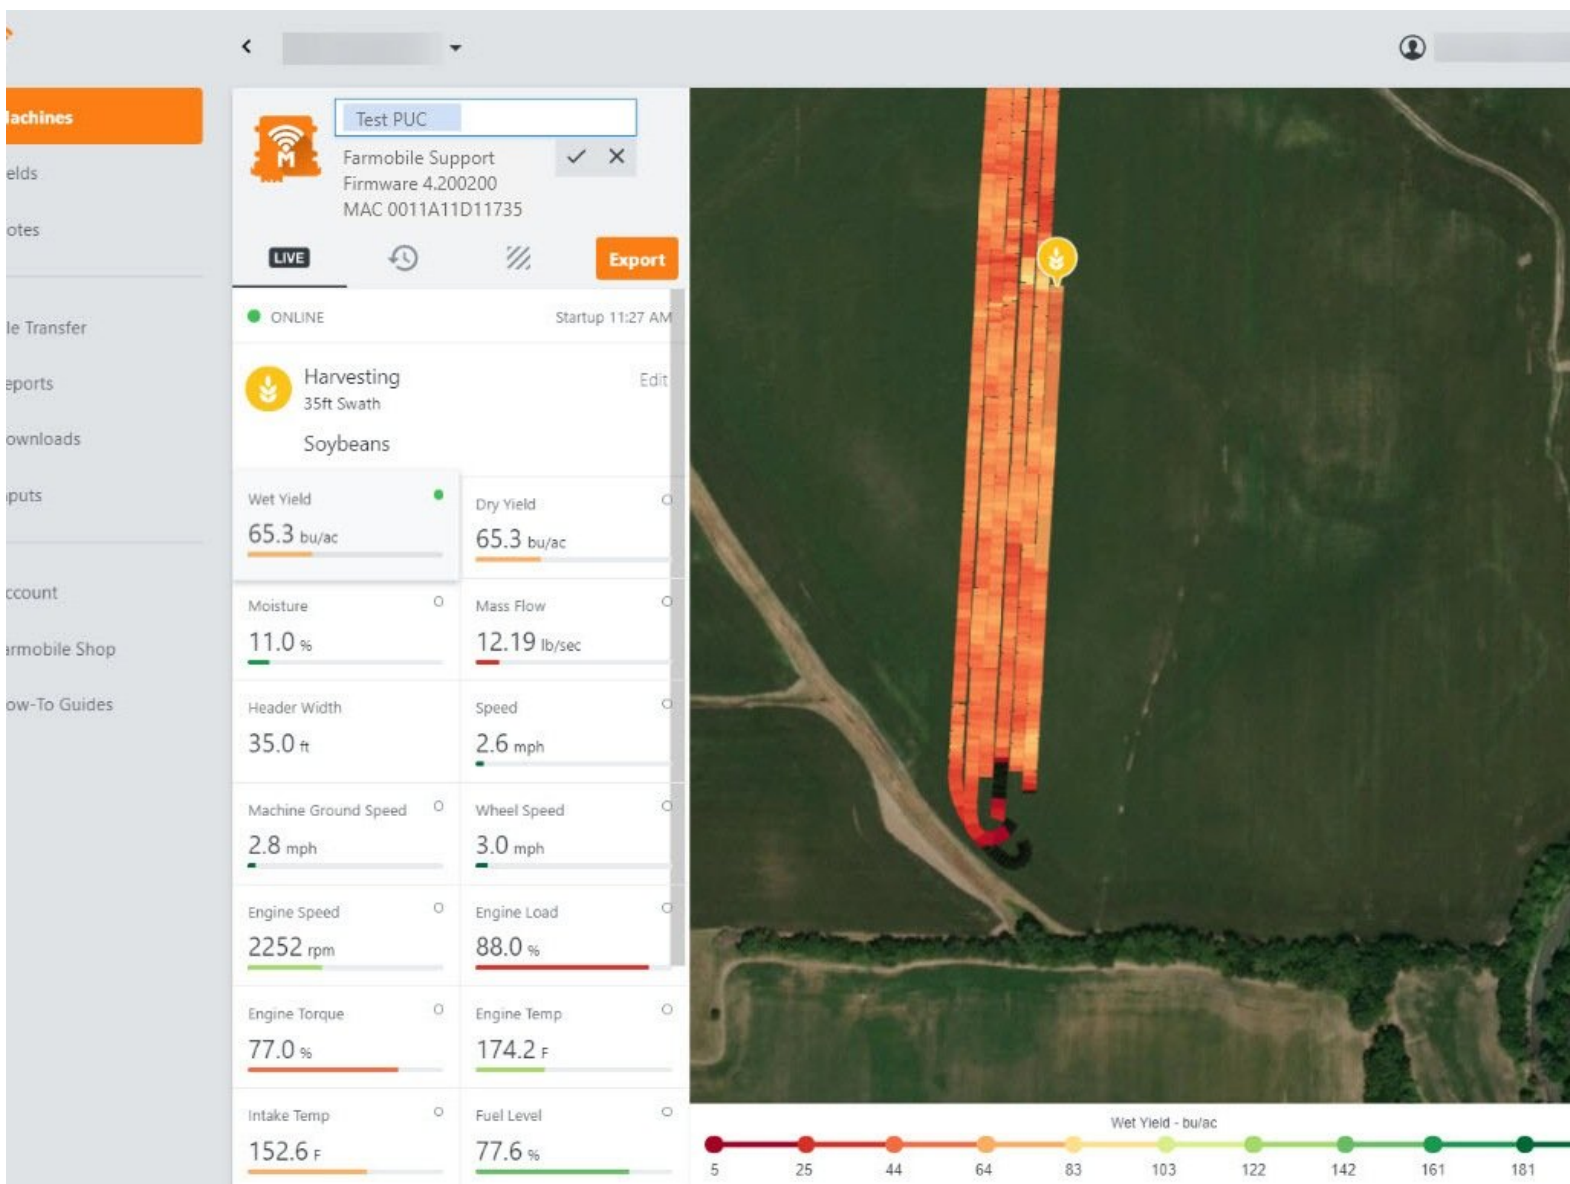 Test PUC
Farmobile Support
Firmware 4.200200
MAC 0011A11D11735
achines
elds
otes
le Transfer
eports
ownloads
puts
ccount
armobile Shop
ow-To Guides
LIVE
Export
ONLINE
Startup 11:27 AM
Harvesting
Edit
35ft Swath
Soybeans
Wet Yield
65.3 bu/ac
Dry Yield
65.3 bu/ac
Moisture
11.0 %
Mass Flow
12.19 lb/sec
Header Width
35.0 ft
Speed
2.6 mph
Machine Ground Speed
2.8 mph
Wheel Speed
3.0 mph
Engine Speed
2252 rpm
Engine Load
88.0 %
Engine Torque
77.0 %
Engine Temp
174.2 F
Intake Temp
152.6 F
Fuel Level
77.6 %
Wet Yield - bu/ac
5 25 44 64 83 103 122 142 161 181